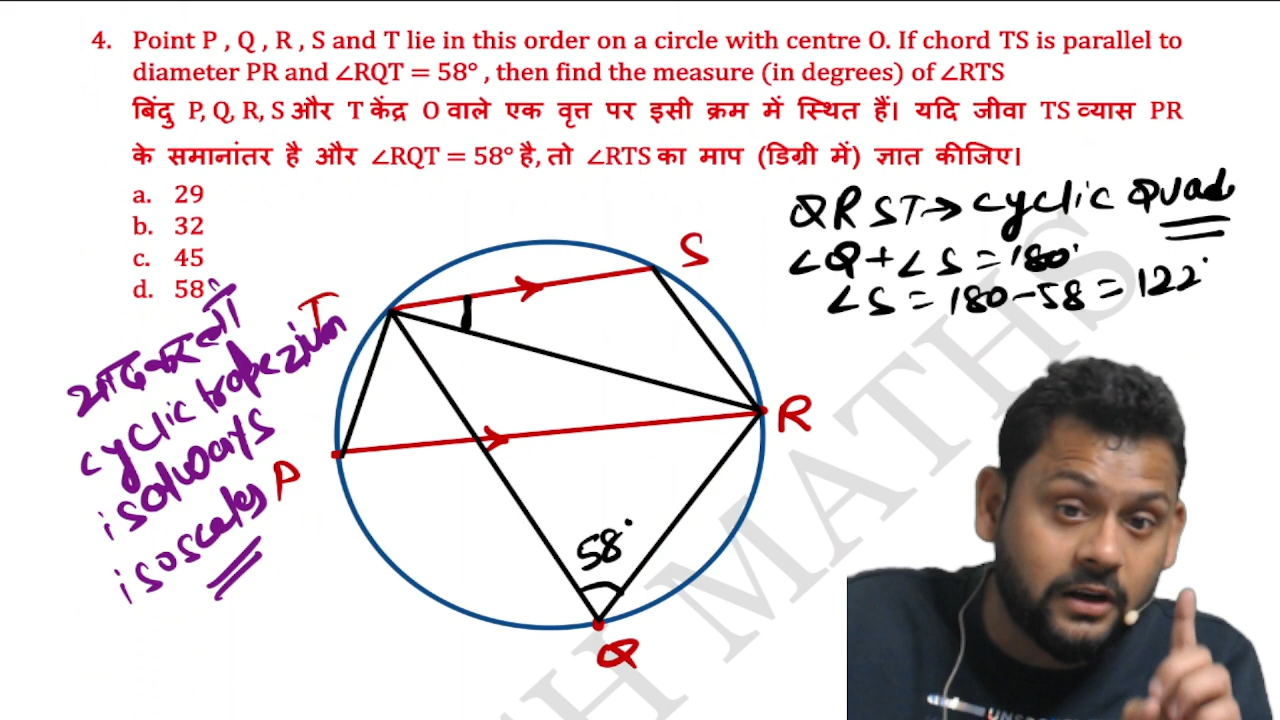 4. Point P , Q , R , S and T lie in this order on a circle with centre O. If chord TS is parallel to
diameter PR and ∠RQT = 58° , then find the measure (in degrees) of ∠RTS
बिंदु P, Q, R, S और T केंद्र O वाले एक वृत्त पर इसी क्रम में स्थित हैं। यदि जीवा TS व्यास PR
के समानांतर है और ∠RQT = 58° है, तो ∠RTS का माप (डिग्री में) ज्ञात कीजिए।
a. 29
b. 32
c. 45
d. 58
QRST → cyclic Quad
∠Q + ∠S = 180°
∠S = 180 - 58 = 122°
याद कर लो
cyclic trapezium
is always
isosceles
T
S
P
R
58°
Q
MATHS